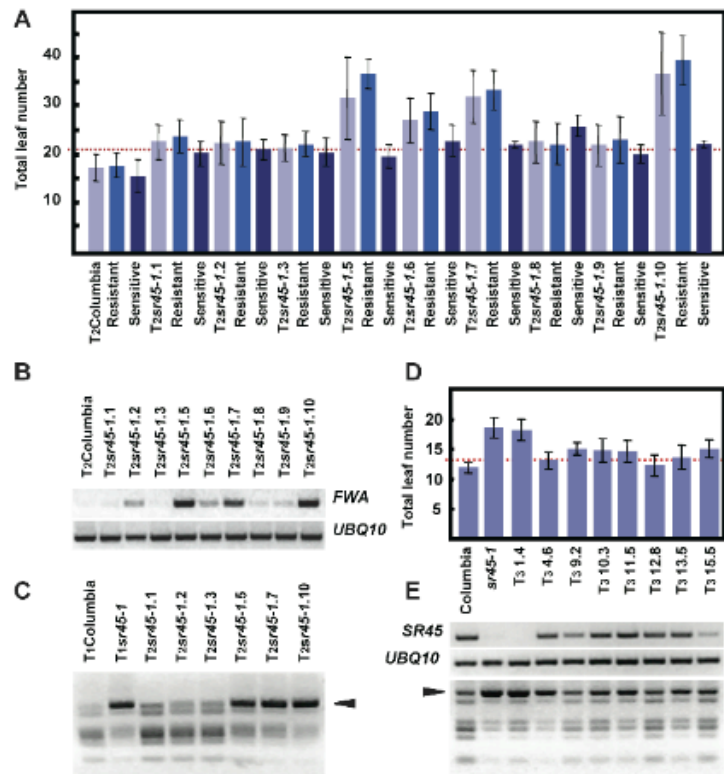 A
Total leaf number
40
30
20
10
T2Columbia
Resistant
Sensitive
T2sr45-1.1
Resistant
Sensitive
T2sr45-1.2
Resistant
Sensitive
T2sr45-1.3
Resistant
Sensitive
T2sr45-1.5
Resistant
Sensitive
T2sr45-1.6
Resistant
Sensitive
T2sr45-1.7
Resistant
Sensitive
T2sr45-1.8
Resistant
Sensitive
T2sr45-1.9
Resistant
Sensitive
T2sr45-1.10
Resistant
Sensitive
B
T2Columbia
T2sr45-1.1
T2sr45-1.2
T2sr45-1.3
T2sr45-1.5
T2sr45-1.6
T2sr45-1.7
T2sr45-1.8
T2sr45-1.9
T2sr45-1.10
FWA
UBQ10
C
T1Columbia
T1sr45-1
T2sr45-1.1
T2sr45-1.2
T2sr45-1.3
T2sr45-1.5
T2sr45-1.7
T2sr45-1.10
D
Total leaf number
20
15
10
5
Columbia
sr45-1
T3 1.4
T3 4.6
T3 9.2
T3 10.3
T3 11.5
T3 12.8
T3 13.5
T3 15.5
E
SR45
UBQ10